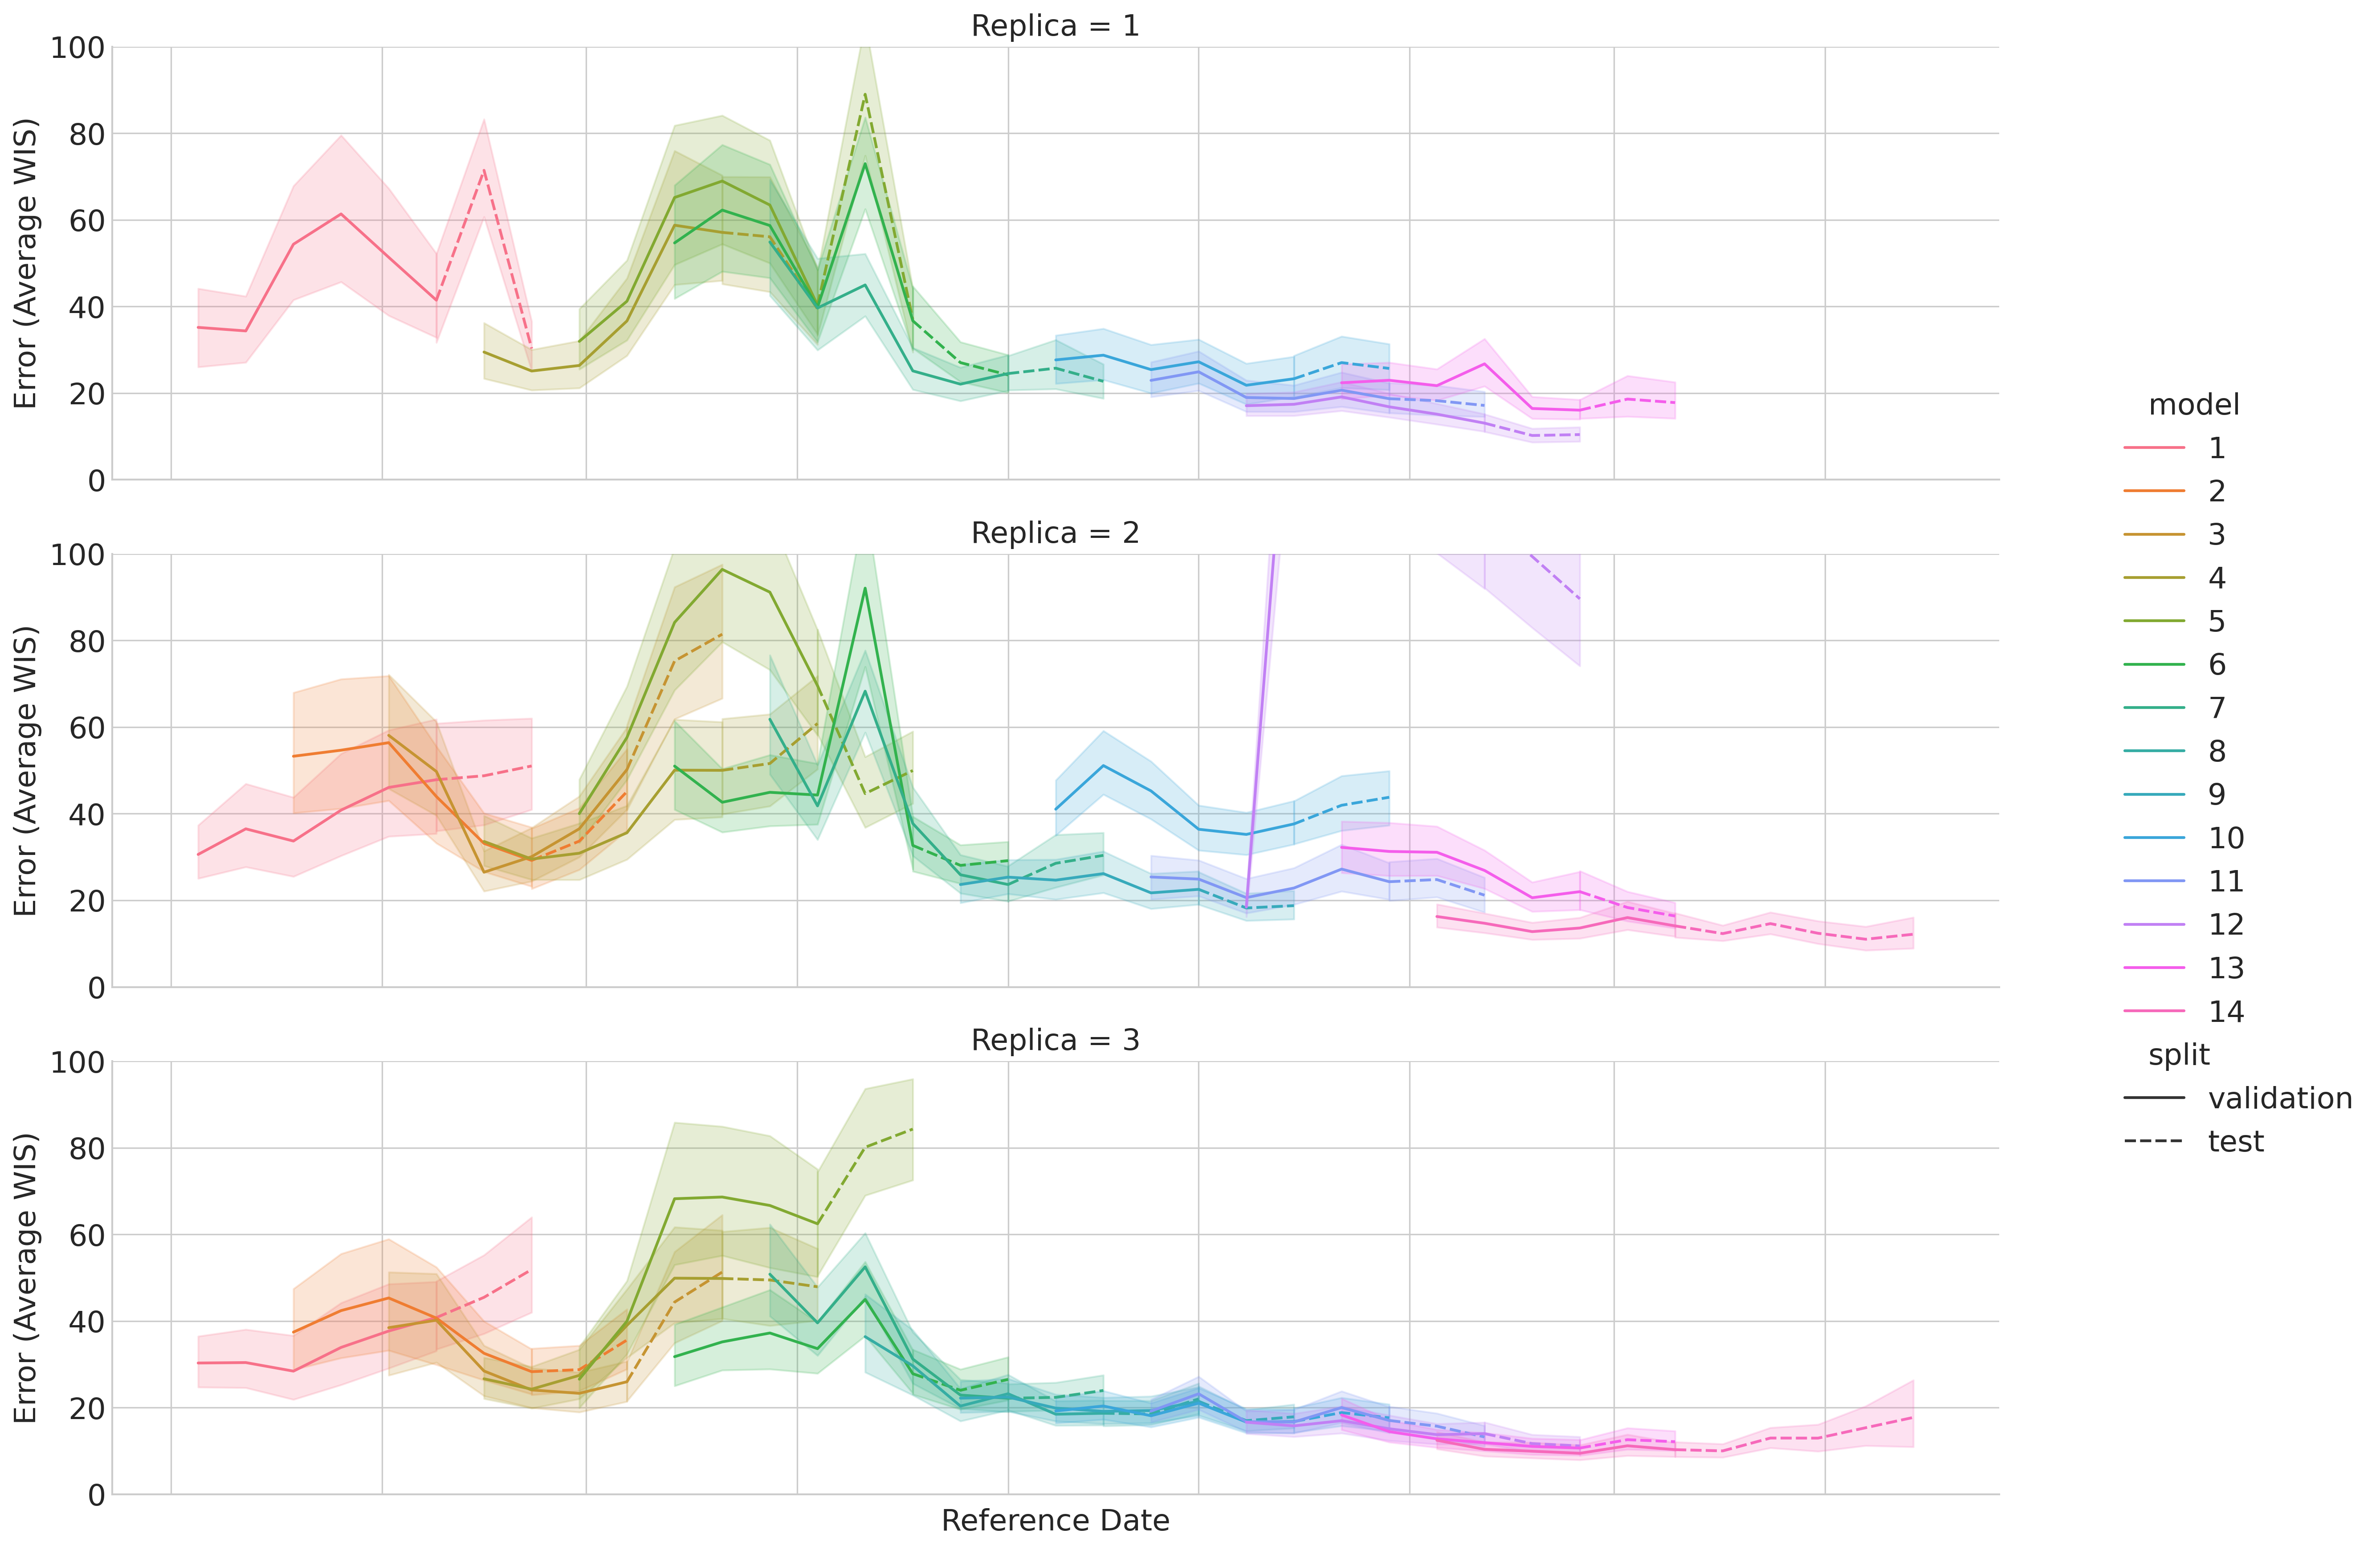 Replica = 1
Error (Average WIS)
100
80
60
40
20
0
Replica = 2
Error (Average WIS)
100
80
60
40
20
0
Replica = 3
Error (Average WIS)
100
80
60
40
20
0
Reference Date
model
1
2
3
4
5
6
7
8
9
10
11
12
13
14
split
validation
test